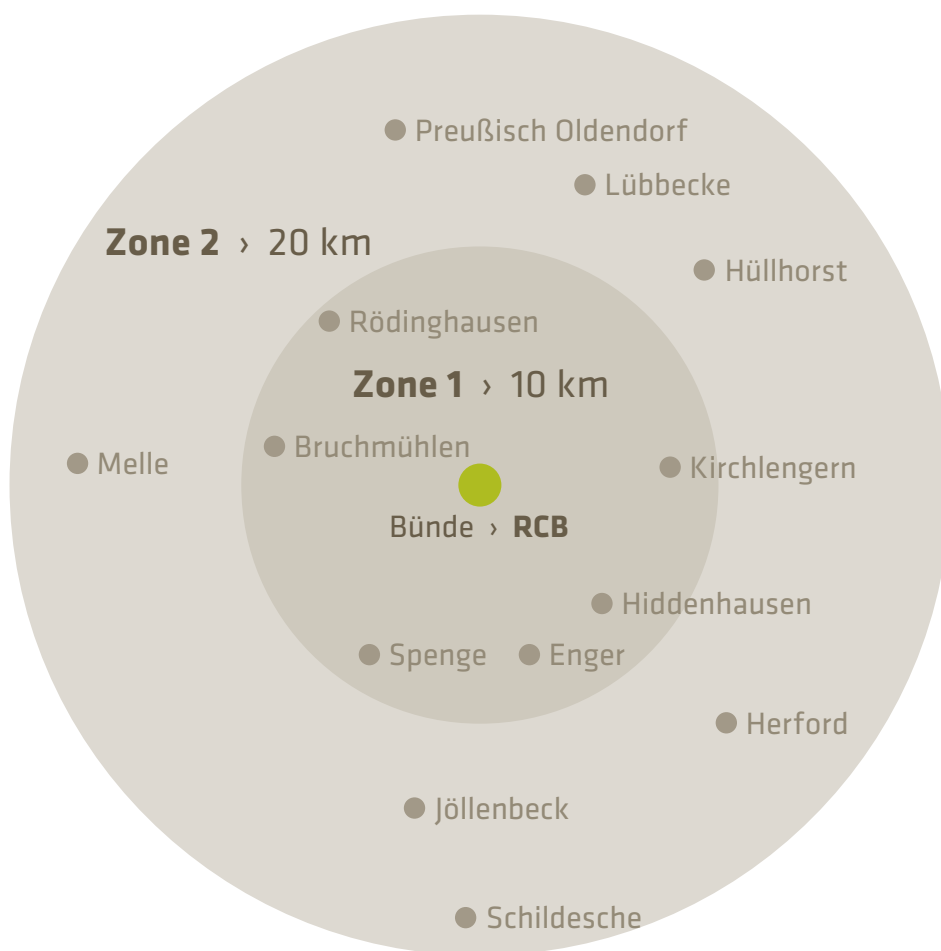 Preußisch Oldendorf
Lübbecke
Zone 2 › 20 km
Hüllhorst
Rödinghausen
Zone 1 › 10 km
Bruchmühlen
Melle
Kirchlengern
Bünde › RCB
Hiddenhausen
Spenge
Enger
Herford
Jöllenbeck
Schildesche